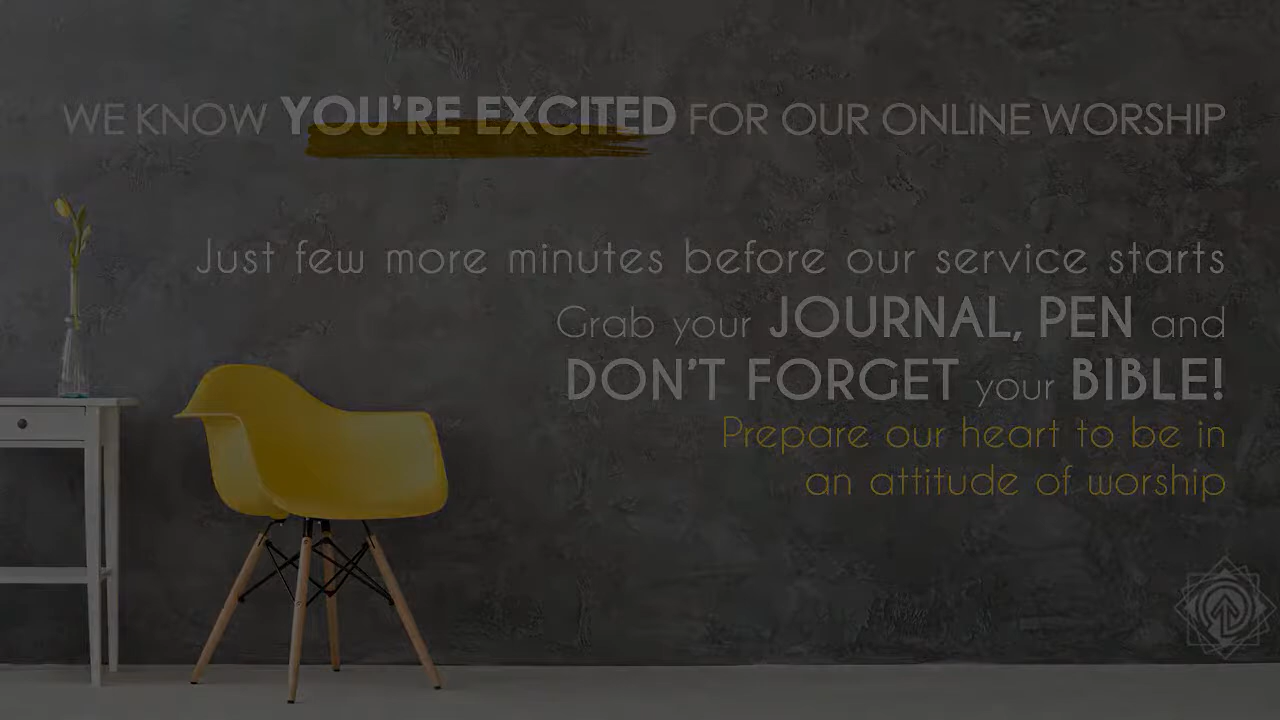 WE KNOW YOU'RE EXCITED FOR OUR ONLINE WORSHIP
Just few more minutes before our service starts
Grab your JOURNAL, PEN and
DON'T FORGET your BIBLE!
Prepare our heart to be in
an attitude of worship